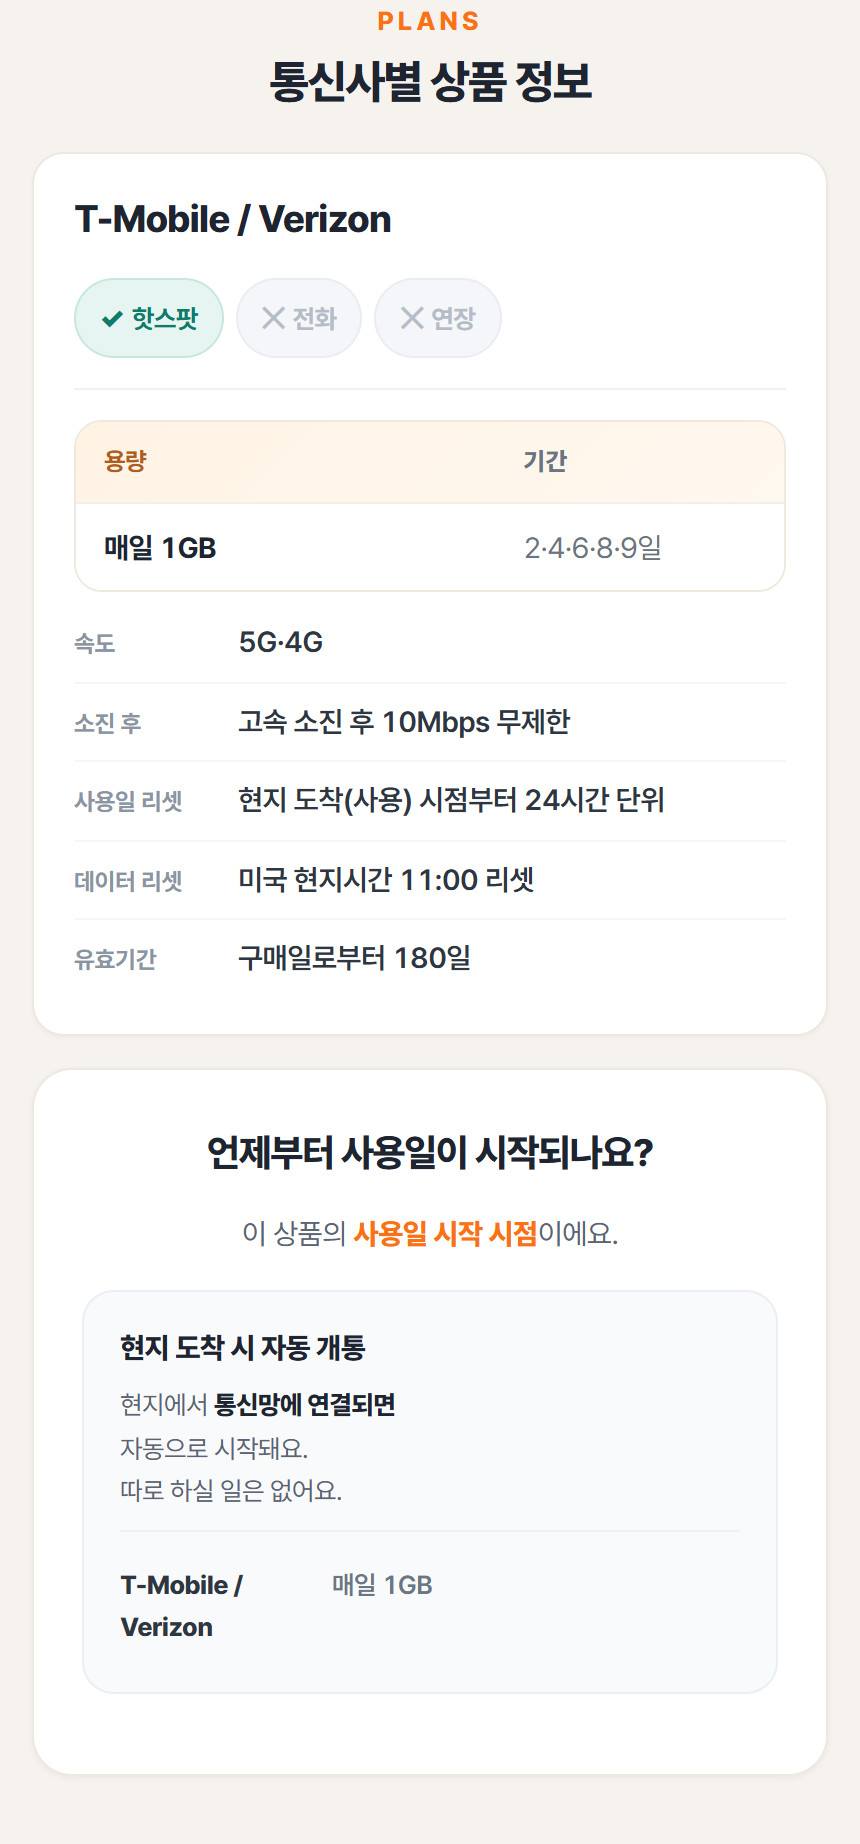 PLANS
통신사별 상품 정보
T-Mobile / Verizon
✓ 핫스팟 ✕ 전화 ✕ 연장
용량 기간
매일 1GB 2·4·6·8·9일
속도 5G·4G
소진 후 고속 소진 후 10Mbps 무제한
사용일 리셋 현지 도착(사용) 시점부터 24시간 단위
데이터 리셋 미국 현지시간 11:00 리셋
유효기간 구매일로부터 180일
언제부터 사용일이 시작되나요?
이 상품의 사용일 시작 시점이에요.
현지 도착 시 자동 개통
현지에서 통신망에 연결되면
자동으로 시작돼요.
따로 하실 일은 없어요.
T-Mobile / 매일 1GB
Verizon